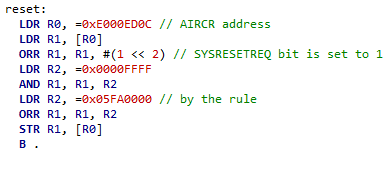 reset:
LDR R0, =0xE000ED0C // AIRCR address
LDR R1, [R0]
ORR R1, R1, #(1 << 2) // SYSRESETREQ bit is set to 1
LDR R2, =0x0000FFFF
AND R1, R1, R2
LDR R2, =0x05FA0000 // by the rule
ORR R1, R1, R2
STR R1, [R0]
B .